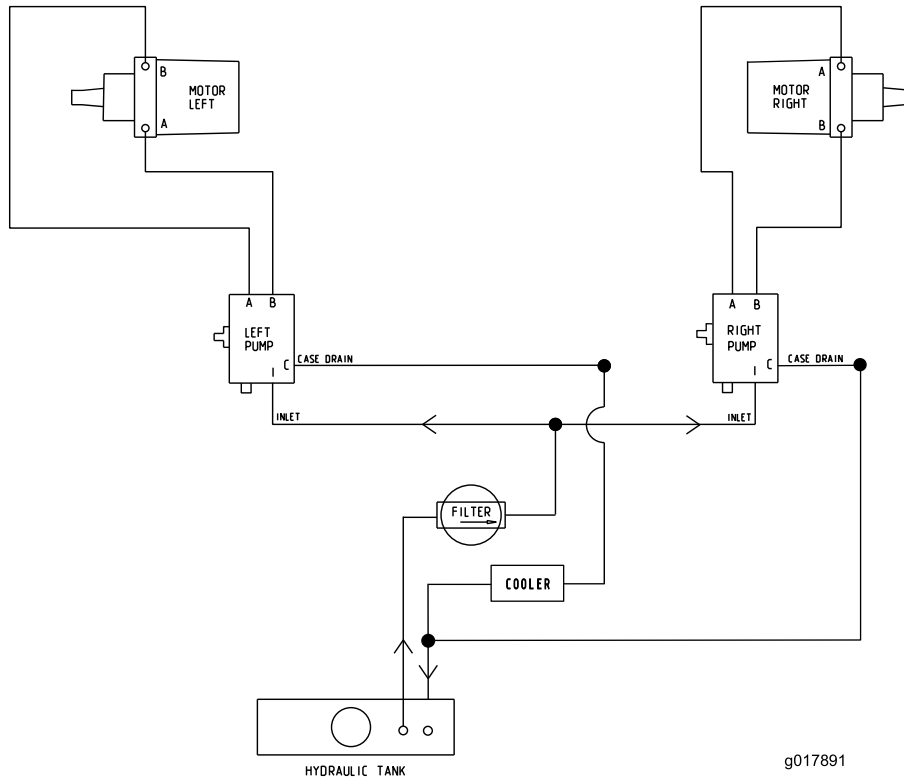 B
MOTOR
LEFT
A
A
MOTOR
RIGHT
B
A B
LEFT
PUMP
C
I
CASE DRAIN
INLET
A B
RIGHT
PUMP
C
I
CASE DRAIN
INLET
FILTER
COOLER
HYDRAULIC TANK
g017891